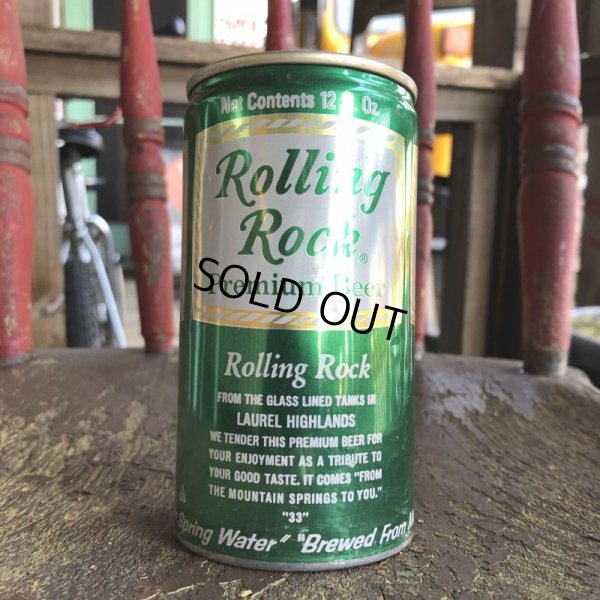 Net Contents 12 Oz.
Rolling
Rock®
Premium Beer
SOLD OUT
Rolling Rock
FROM THE GLASS LINED TANKS IN
LAUREL HIGHLANDS
WE TENDER THIS PREMIUM BEER FOR
YOUR ENJOYMENT AS A TRIBUTE TO
YOUR GOOD TASTE. IT COMES "FROM
THE MOUNTAIN SPRINGS TO YOU."
"33"
Spring Water" "Brewed From